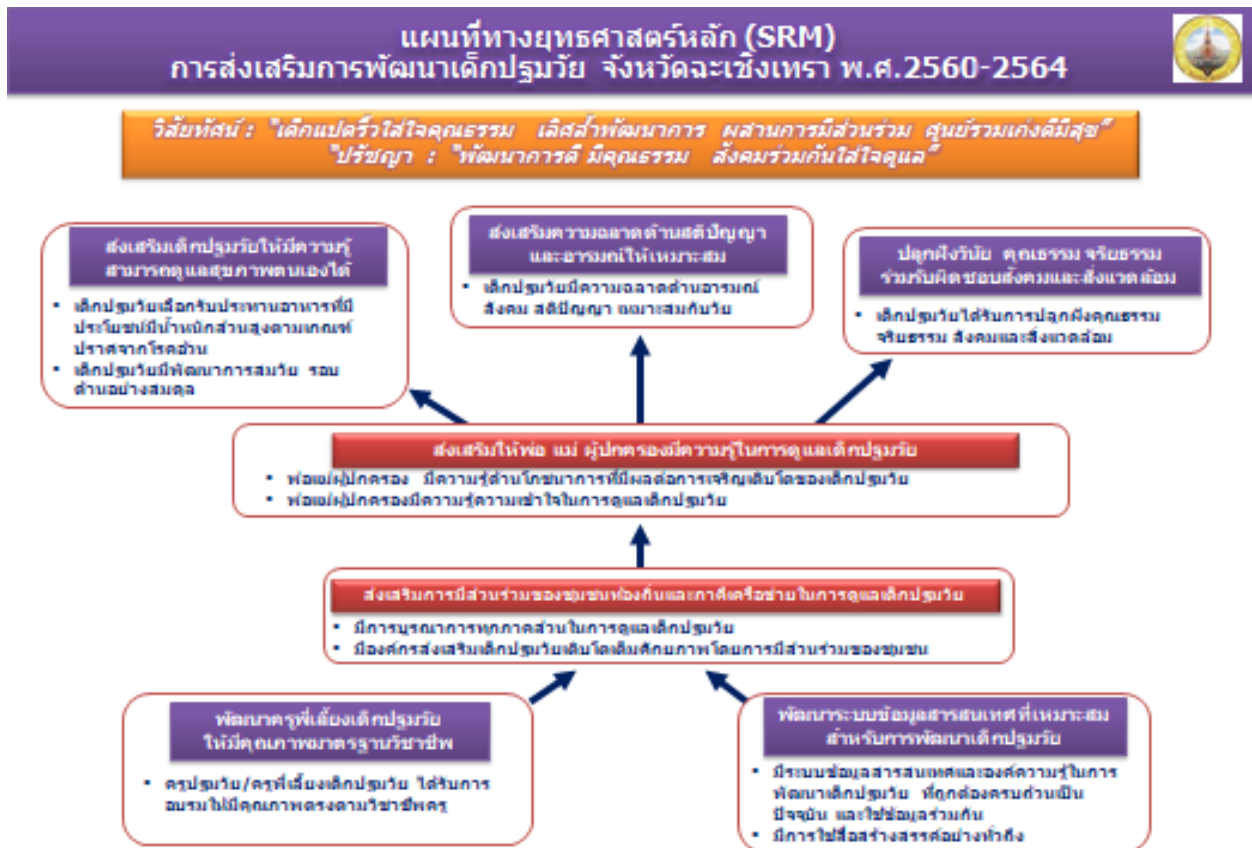 แผนที่ทางยุทธศาสตร์หลัก (SRM)
การส่งเสริมการพัฒนาเด็กปฐมวัย จังหวัดฉะเชิงเทรา พ.ศ.2560-2564
วิสัยทัศน์ : "เด็กแปดริ้วใส่ใจคุณธรรม เลิศล้ำพัฒนาการ ผสานการมีส่วนร่วม ศูนย์รวมเก่งดีมีสุข"
"ปรัชญา : "พัฒนาการดี มีคุณธรรม สังคมร่วมกันใส่ใจดูแล"
ส่งเสริมเด็กปฐมวัยให้มีความรู้
สามารถดูแลสุขภาพตนเองได้
• เด็กปฐมวัยเลือกรับประทานอาหารที่มี
ประโยชน์มีน้ำหนักส่วนสูงตามเกณฑ์
ปราศจากโรคอ้วน
• เด็กปฐมวัยมีพัฒนาการสมวัย รอบ
ด้านอย่างสมดุล
ส่งเสริมความฉลาดด้านสติปัญญา
และอารมณ์ให้เหมาะสม
• เด็กปฐมวัยมีความฉลาดด้านอารมณ์
สังคม สติปัญญา เหมาะสมกับวัย
ปลูกฝังวินัย คุณธรรม จริยธรรม
ร่วมรับผิดชอบสังคมและสิ่งแวดล้อม
• เด็กปฐมวัยได้รับการปลูกฝังคุณธรรม
จริยธรรม สังคมและสิ่งแวดล้อม
ส่งเสริมให้พ่อ แม่ ผู้ปกครองมีความรู้ในการดูแลเด็กปฐมวัย
• พ่อแม่ผู้ปกครอง มีความรู้ด้านโภชนาการที่มีผลต่อการเจริญเติบโตของเด็กปฐมวัย
• พ่อแม่ผู้ปกครองมีความรู้ความเข้าใจในการดูแลเด็กปฐมวัย
ส่งเสริมการมีส่วนร่วมของชุมชนท้องถิ่นและภาคีเครือข่ายในการดูแลเด็กปฐมวัย
• มีการบูรณาการทุกภาคส่วนในการดูแลเด็กปฐมวัย
• มีองค์กรส่งเสริมเด็กปฐมวัยเติบโตเต็มศักยภาพโดยการมีส่วนร่วมของชุมชน
พัฒนาครูพี่เลี้ยงเด็กปฐมวัย
ให้มีคุณภาพมาตรฐานวิชาชีพ
• ครูปฐมวัย/ครูพี่เลี้ยงเด็กปฐมวัย ได้รับการ
อบรมให้มีคุณภาพตรงตามวิชาชีพครู
พัฒนาระบบข้อมูลสารสนเทศที่เหมาะสม
สำหรับการพัฒนาเด็กปฐมวัย
• มีระบบข้อมูลสารสนเทศและองค์ความรู้ในการ
พัฒนาเด็กปฐมวัย ที่ถูกต้องครบถ้วนเป็น
ปัจจุบัน และใช้ข้อมูลร่วมกัน
• มีการใช้สื่อสร้างสรรค์อย่างทั่วถึง